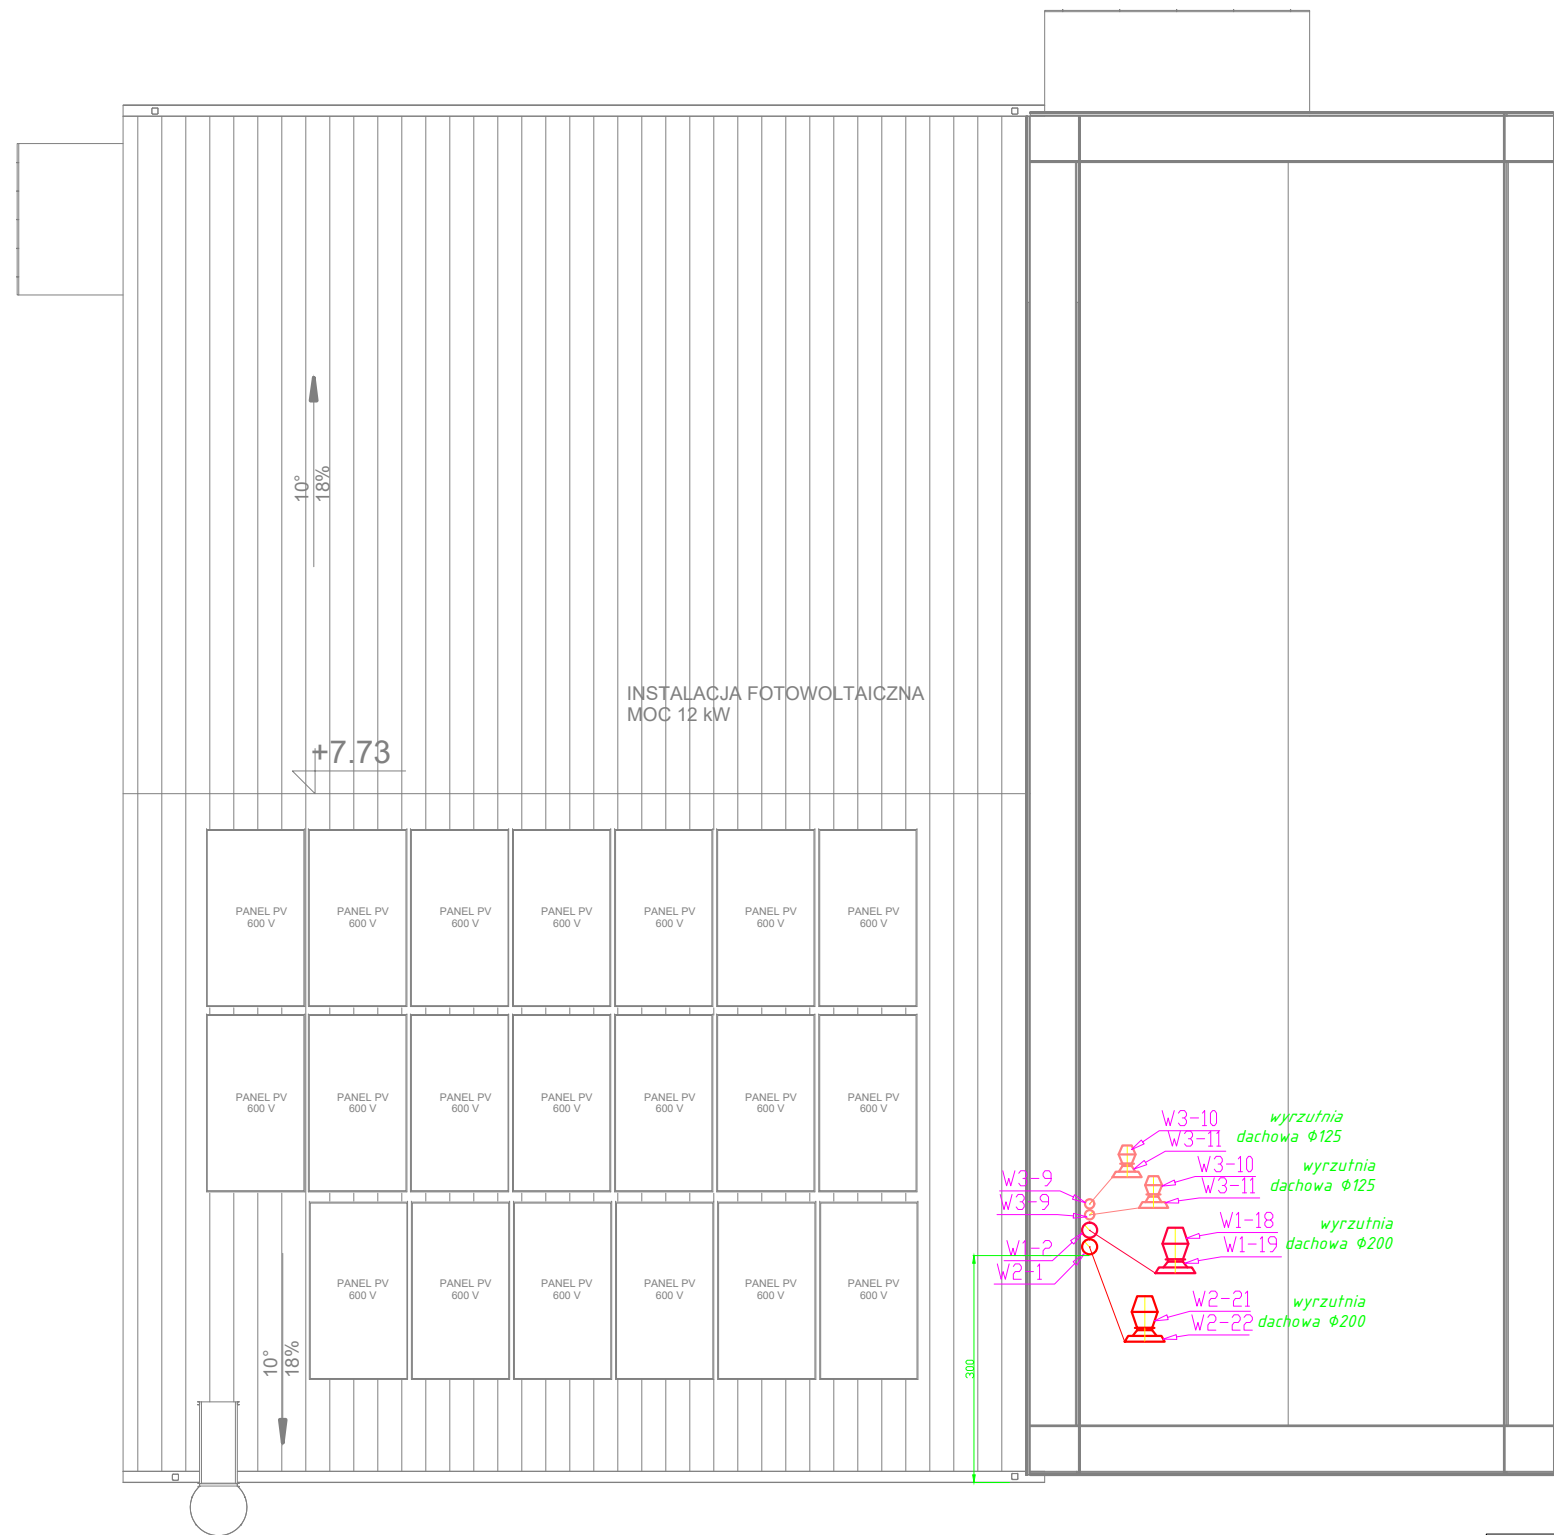 10°
18%
INSTALACJA FOTOWOLTAICZNA
MOC 12 kW
+7.73
PANEL PV
600 V
PANEL PV
600 V
PANEL PV
600 V
PANEL PV
600 V
PANEL PV
600 V
PANEL PV
600 V
PANEL PV
600 V
PANEL PV
600 V
PANEL PV
600 V
PANEL PV
600 V
PANEL PV
600 V
PANEL PV
600 V
PANEL PV
600 V
PANEL PV
600 V
PANEL PV
600 V
PANEL PV
600 V
PANEL PV
600 V
PANEL PV
600 V
PANEL PV
600 V
PANEL PV
600 V
10°
18%
W3-10
W3-11
wyrzutnia
dachowa Φ125
W3-10
W3-11
wyrzutnia
dachowa Φ125
W3-9
W3-9
W1-2
W2-1
W1-18
W1-19
wyrzutnia
dachowa Φ200
W2-21
W2-22
wyrzutnia
dachowa Φ200
300